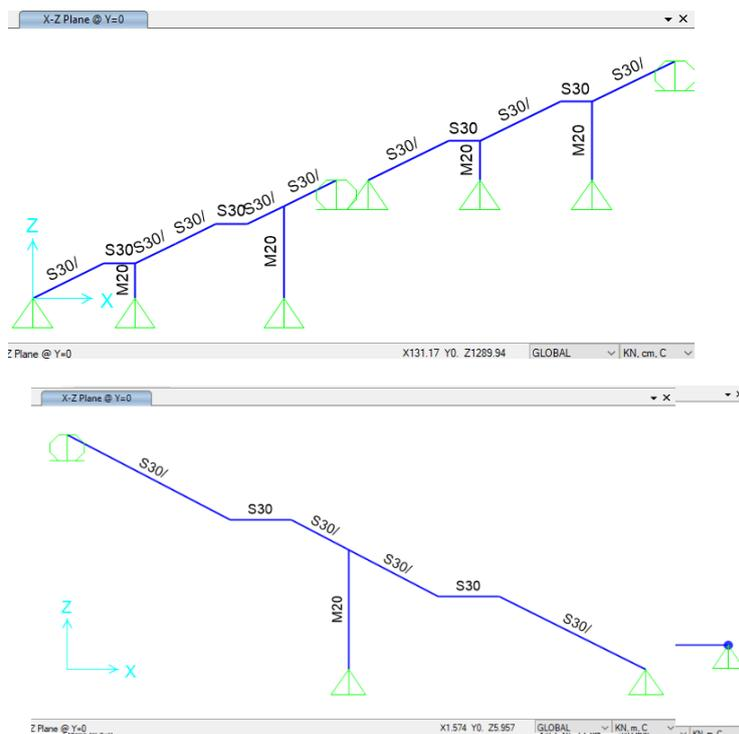 X-Z Plane @ Y=0
S30/
S30
S30/
M20
S30/
S30
M20
S30/
S30
S30/
M20
S30/
S30
S30/
M20
Z
X
Z Plane @ Y=0
X131.17 Y0. Z1289.94
GLOBAL
KN, cm, C
X-Z Plane @ Y=0
S30/
S30
S30/
S30/
S30
S30/
M20
Z
X
Z Plane @ Y=0
X1.574 Y0. Z5.957
GLOBAL
KN, m, C